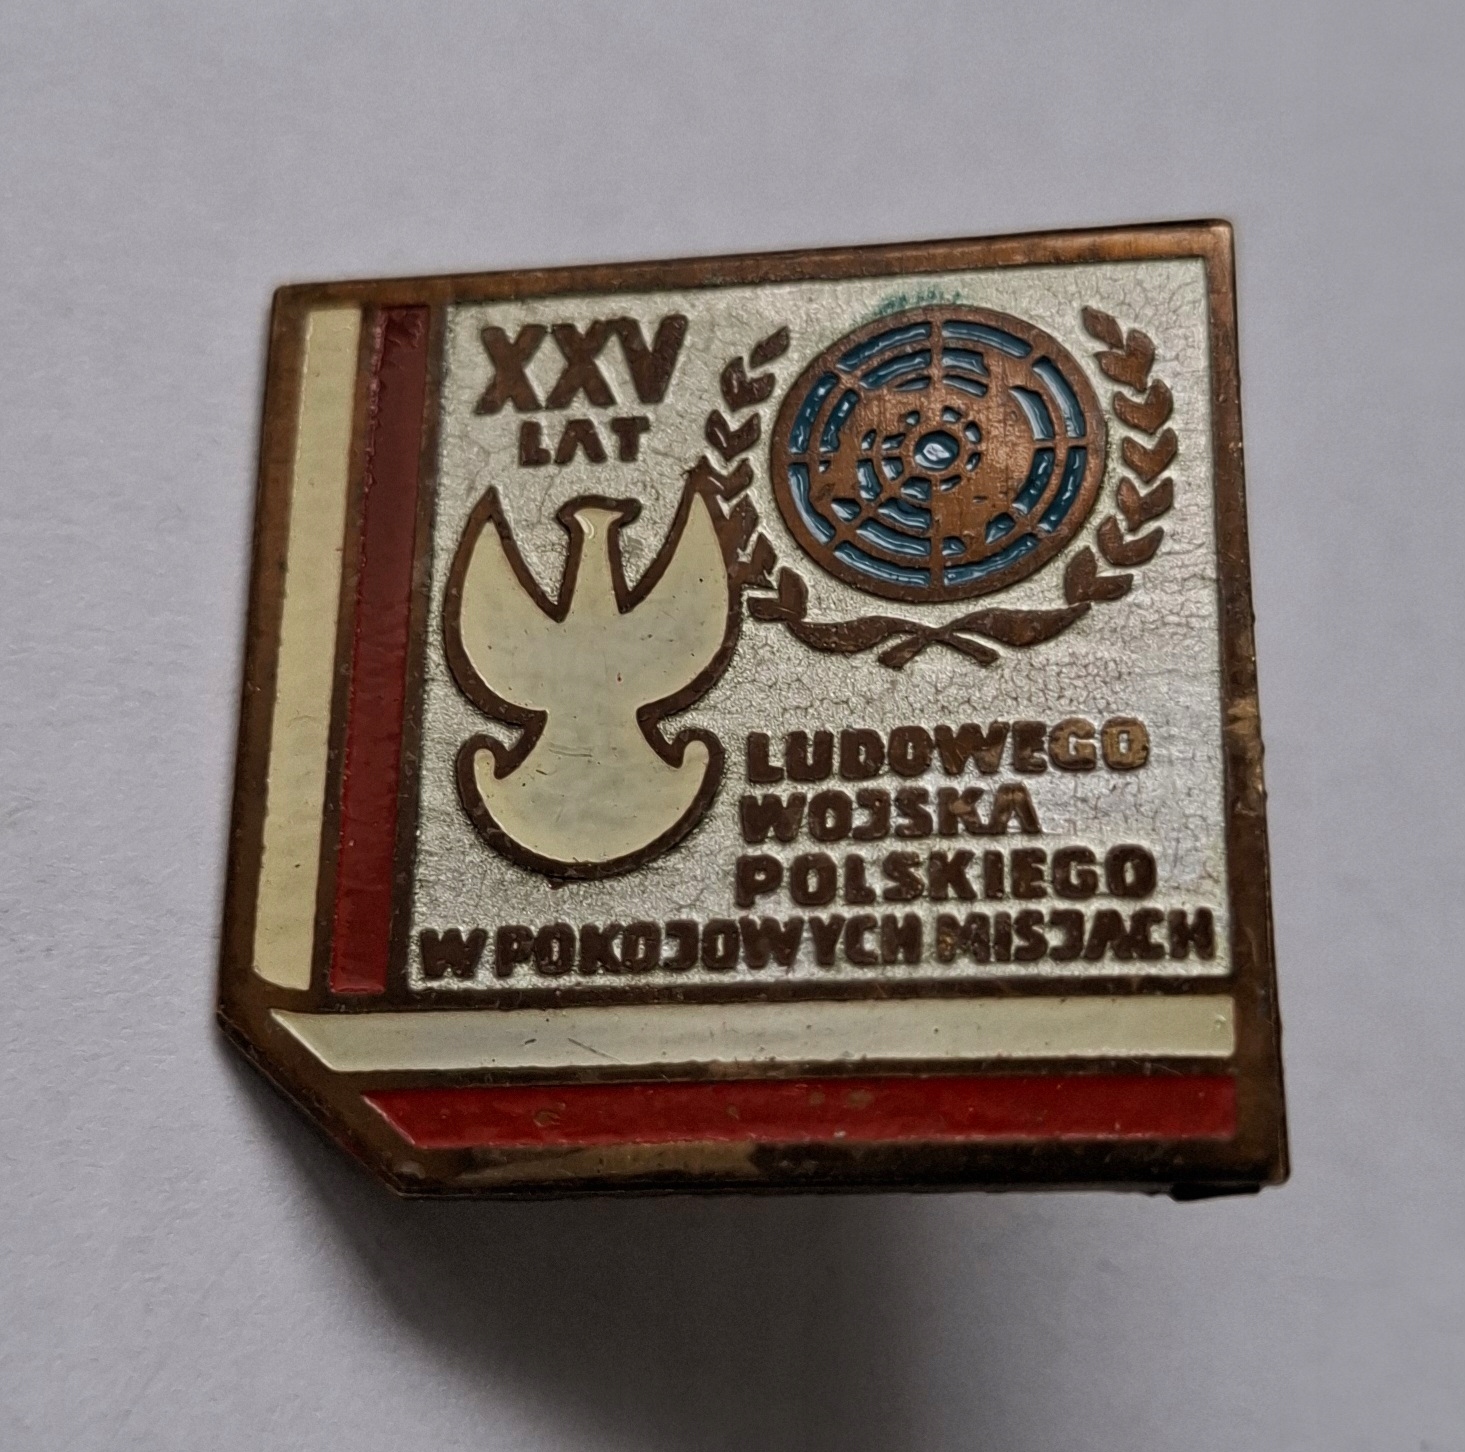 XXV
LAT
LUDOWEGO
WOJSKA
POLSKIEGO
W POKOJOWYCH MISJACH